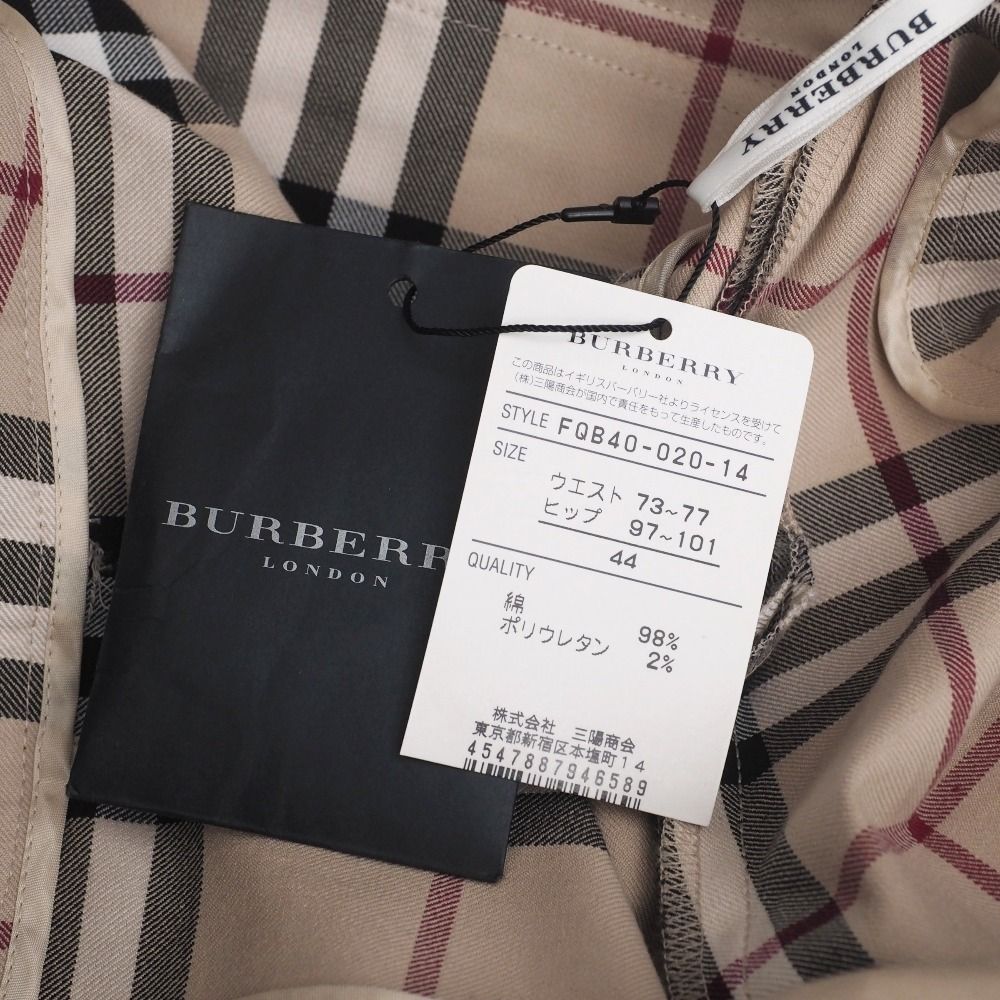 BURBERRY
LONDON
BURBERRY
LONDON
BURBERRY
LONDON
この商品はイギリスバーバリー社よりライセンスを受けて
(株)三陽商会が国内で責任をもって生産したものです。
STYLE FQB40-020-14
SIZE
ウエスト 73~77
ヒップ 97~101
44
QUALITY
綿 98%
ポリウレタン 2%
株式会社 三陽商会
東京都新宿区本塩町14
4547887946589